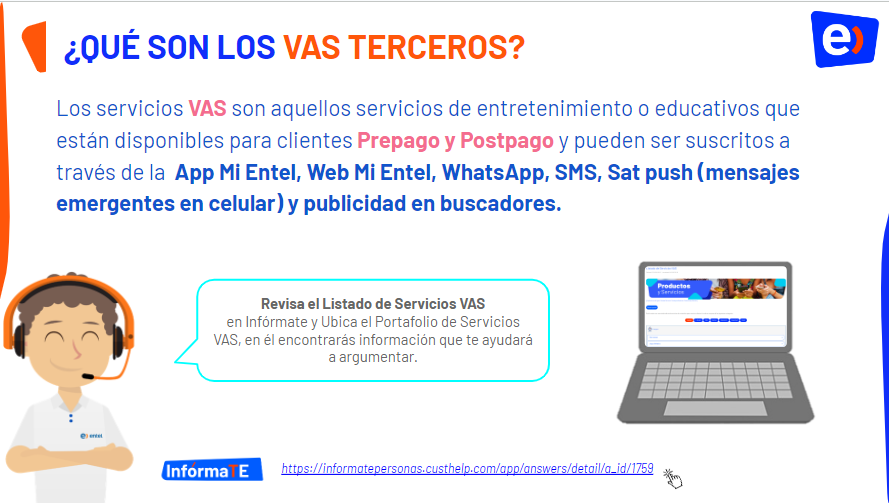 ¿QUÉ SON LOS VAS TERCEROS?
e)
Los servicios VAS son aquellos servicios de entretenimiento o educativos que
están disponibles para clientes Prepago y Postpago y pueden ser suscritos a
través de la App Mi Entel, Web Mi Entel, WhatsApp, SMS, Sat push (mensajes
emergentes en celular) y publicidad en buscadores.
Revisa el Listado de Servicios VAS
en Infórmate y Ubica el Portafolio de Servicios
VAS, en él encontrarás información que te ayudará
a argumentar.
Productos
y Servicios
e) entel
InfórmaTE
https://informatepersonas.custhelp.com/app/answers/detail/a_id/1759